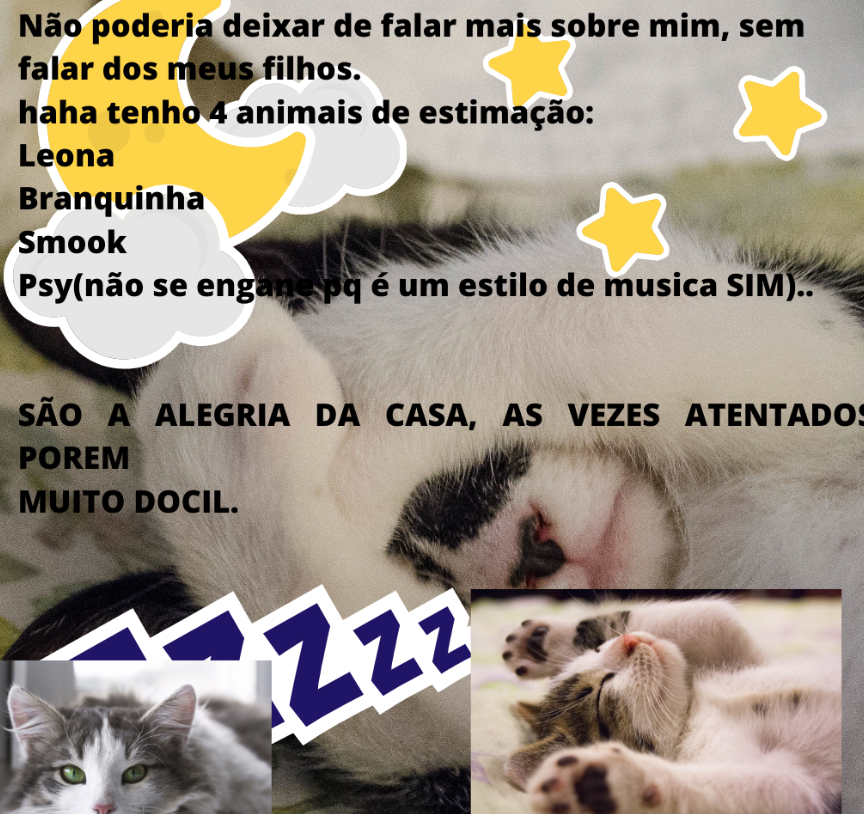 Não poderia deixar de falar mais sobre mim, sem
falar dos meus filhos.
haha tenho 4 animais de estimação:
Leona
Branquinha
Smook
Psy(não se engane pq é um estilo de musica SIM)..
SÃO A ALEGRIA DA CASA, AS VEZES ATENTADOS
POREM
MUITO DOCIL.
ZZZZZ